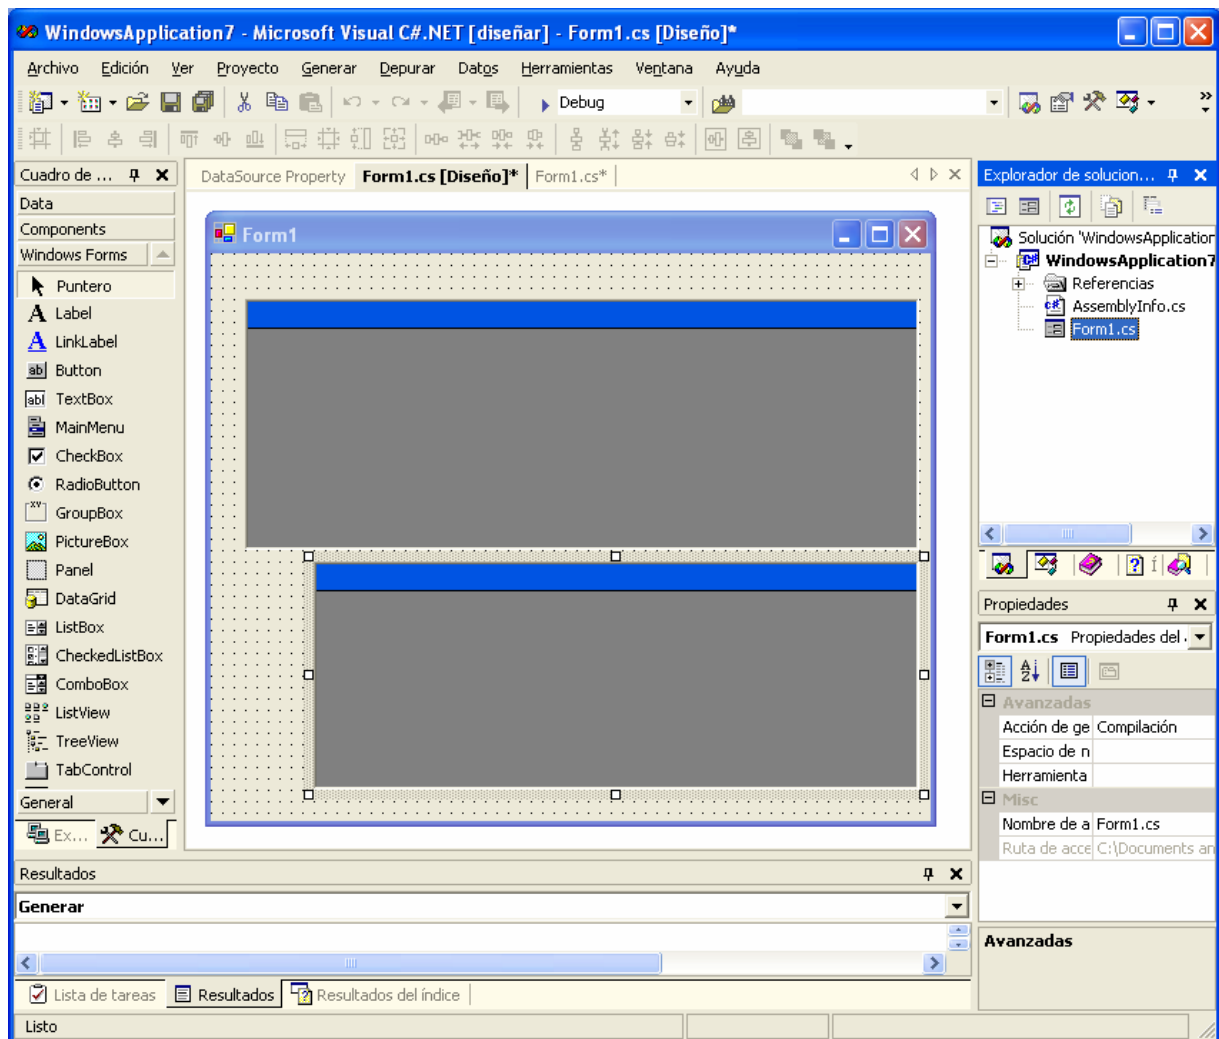 WindowsApplication7 - Microsoft Visual C#.NET [diseñar] - Form1.cs [Diseño]*
Archivo Edición Ver Proyecto Generar Depurar Datos Herramientas Ventana Ayuda
Debug
Cuadro de ...
Data
Components
Windows Forms
Puntero
Label
LinkLabel
Button
TextBox
MainMenu
CheckBox
RadioButton
GroupBox
PictureBox
Panel
DataGrid
ListBox
CheckedListBox
ComboBox
ListView
TreeView
TabControl
General
Ex... Cu...
DataSource Property Form1.cs [Diseño]* Form1.cs*
Form1
Explorador de solucion...
Solución 'WindowsApplication
WindowsApplication7
Referencias
AssemblyInfo.cs
Form1.cs
Í
Propiedades
Form1.cs Propiedades del
Avanzadas
Acción de ge Compilación
Espacio de n
Herramienta
Misc
Nombre de a Form1.cs
Ruta de acce C:\Documents an
Avanzadas
Resultados
Generar
Lista de tareas Resultados Resultados del índice
Listo